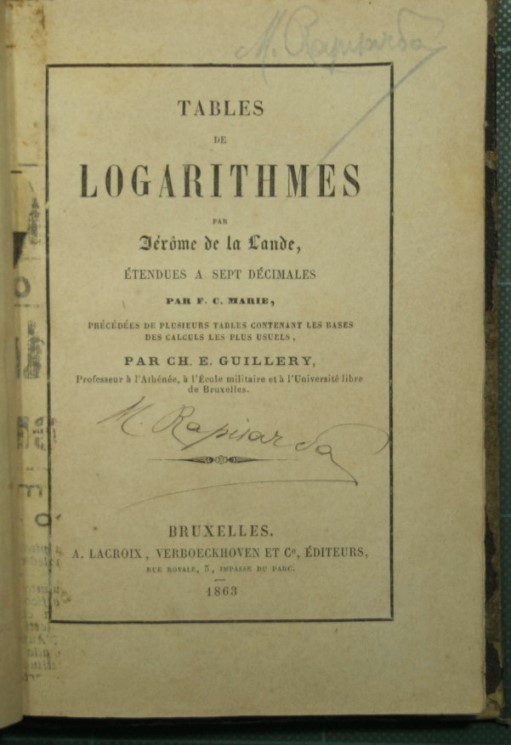 M. Rapisarda
TABLES
DE
LOGARITHMES
PAR
Jérôme de la Lande,
ÉTENDUES A SEPT DÉCIMALES
PAR F. C. MARIE,
PRÉCÉDÉES DE PLUSIEURS TABLES CONTENANT LES BASES
DES CALCULS LES PLUS USUELS,
PAR CH. E. GUILLERY,
Professeur à l'Athénée, à l'École militaire et à l'Université libre
de Bruxelles.
M. Rapisarda
BRUXELLES.
A. LACROIX, VERBOECKHOVEN ET Cᵒ, ÉDITEURS,
RUE ROYALE, 3, IMPASSE DU PARC.
1863